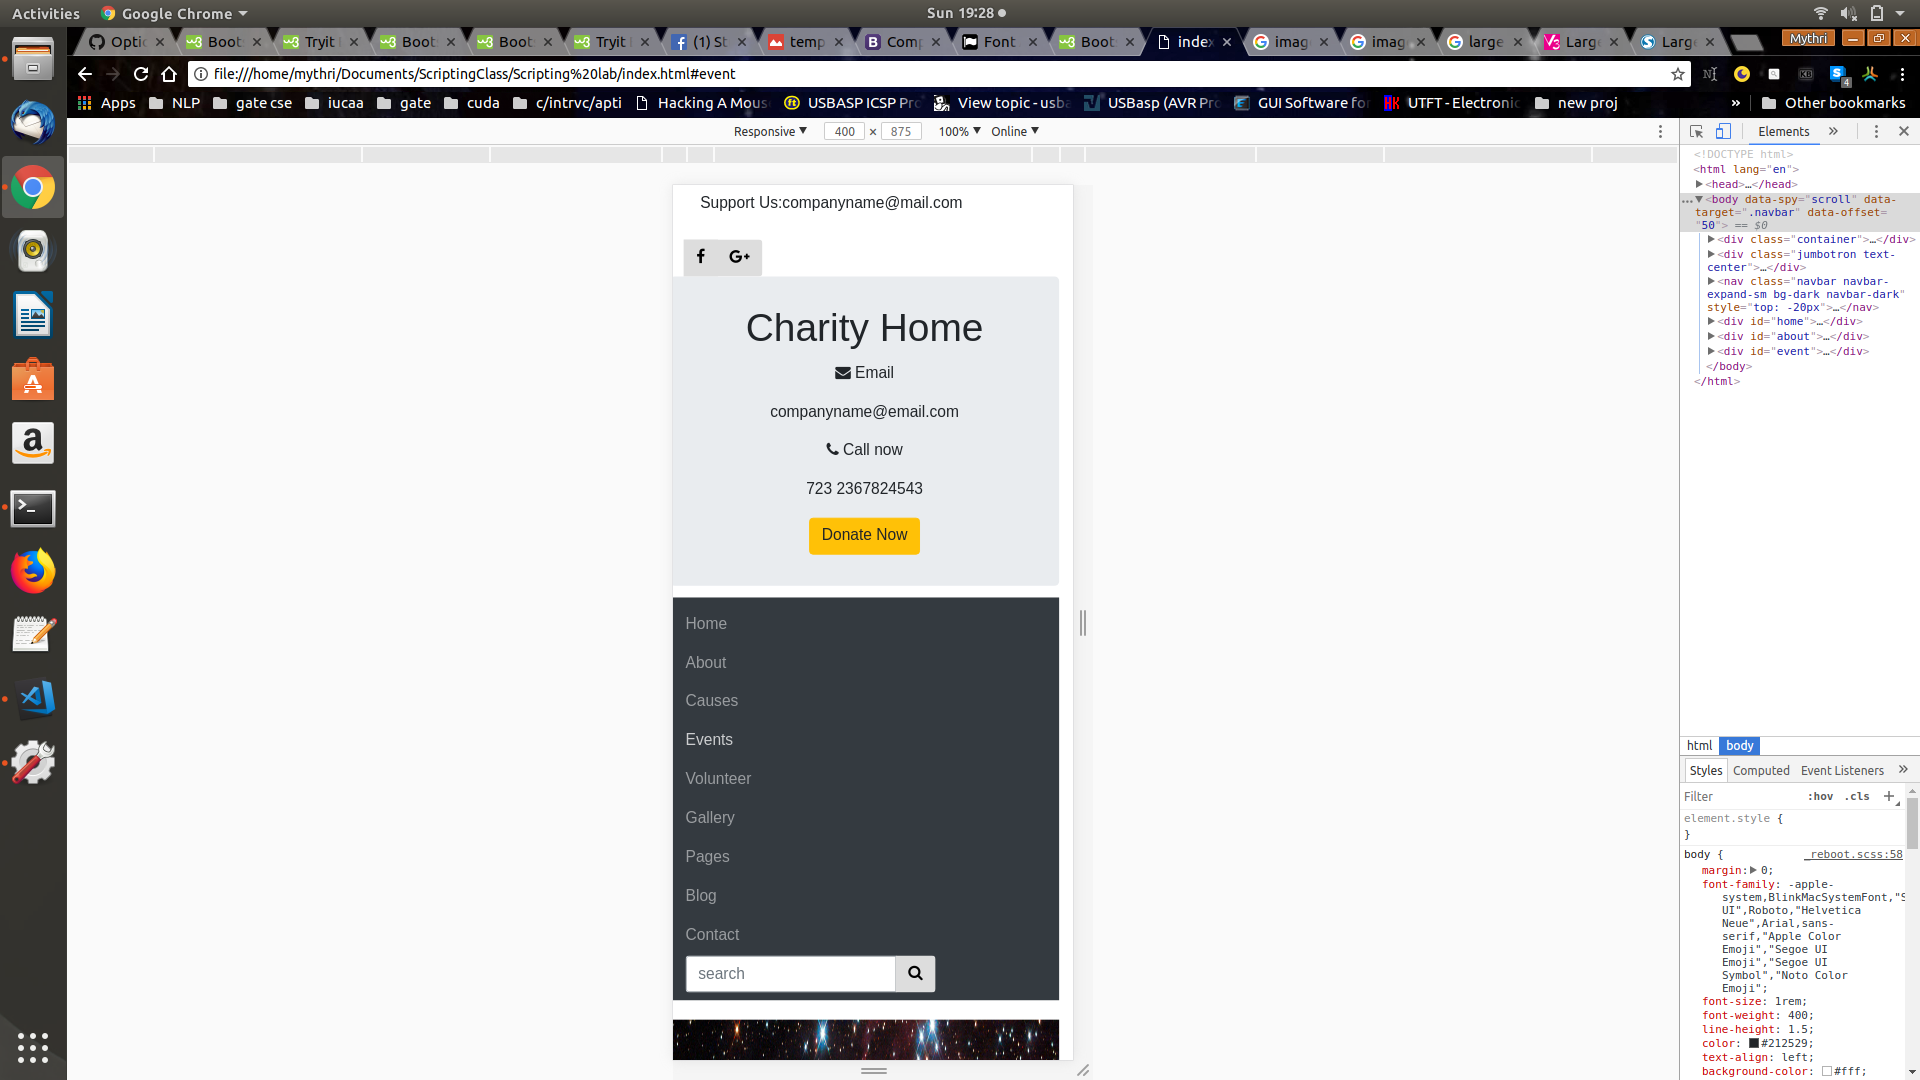 Activities
Google Chrome
Sun 19:28
Optic
Boots
Tryit
Boots
Boots
Tryit
(1) St
temp
Comp
Font
Boots
index
imag
imag
large
Large
Large
Mythri
file:///home/mythri/Documents/ScriptingClass/Scripting%20lab/index.html#event
Apps
NLP
gate cse
iucaa
gate
cuda
c/intrvc/apti
Hacking A Mous
USBASP ICSP Pr
View topic - usba
USBasp (AVR Pr
GUI Software fo
UTFT - Electronic
new proj
»
Other bookmarks
Responsive
400 × 875
100%
Online
Support Us:companyname@mail.com
Charity Home
Email
companyname@email.com
Call now
723 2367824543
Donate Now
Home
About
Causes
Events
Volunteer
Gallery
Pages
Blog
Contact
search
Elements »
<!DOCTYPE html>
<html lang="en">
<head>…</head>
<body data-spy="scroll" data-
target=".navbar" data-offset=
"50"> == $0
<div class="container">…</div>
<div class="jumbotron text-
center">…</div>
<nav class="navbar navbar-
expand-sm bg-dark navbar-dark"
style="top: -20px">…</nav>
<div id="home">…</div>
<div id="about">…</div>
<div id="event">…</div>
</body>
</html>
html body
Styles Computed Event Listeners »
Filter :hov .cls +
element.style {
}
body { _reboot.scss:58
margin: 0;
font-family: -apple-
system,BlinkMacSystemFont,"S
UI",Roboto,"Helvetica
Neue",Arial,sans-
serif,"Apple Color
Emoji","Segoe UI
Emoji","Segoe UI
Symbol","Noto Color
Emoji";
font-size: 1rem;
font-weight: 400;
line-height: 1.5;
color: #212529;
text-align: left;
background-color: #fff;